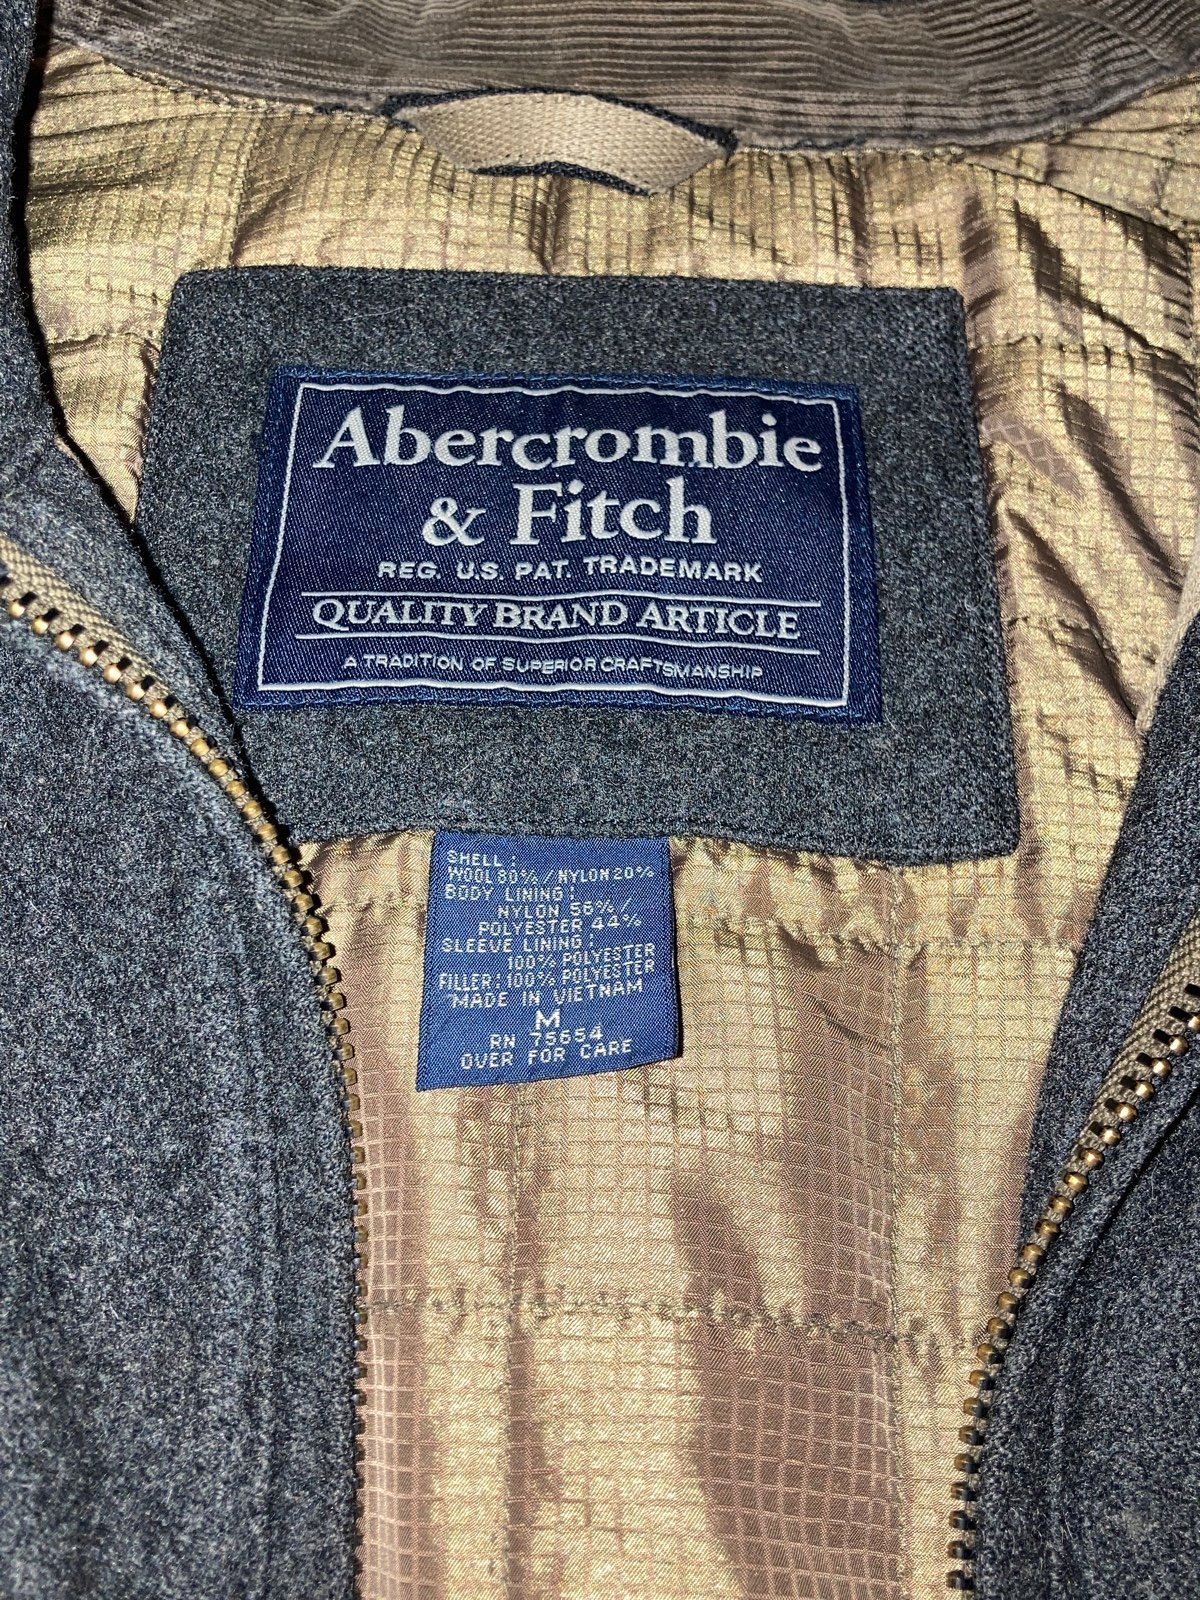 Abercrombie
& Fitch
REG. U.S. PAT. TRADEMARK
QUALITY BRAND ARTICLE
A TRADITION OF SUPERIOR CRAFTSMANSHIP
SHELL:
WOOL 80%/NYLON 20%
BODY LINING:
NYLON 56%/
POLYESTER 44%
SLEEVE LINING:
100% POLYESTER
FILLER: 100% POLYESTER
MADE IN VIETNAM
M
RN 75654
OVER FOR CARE